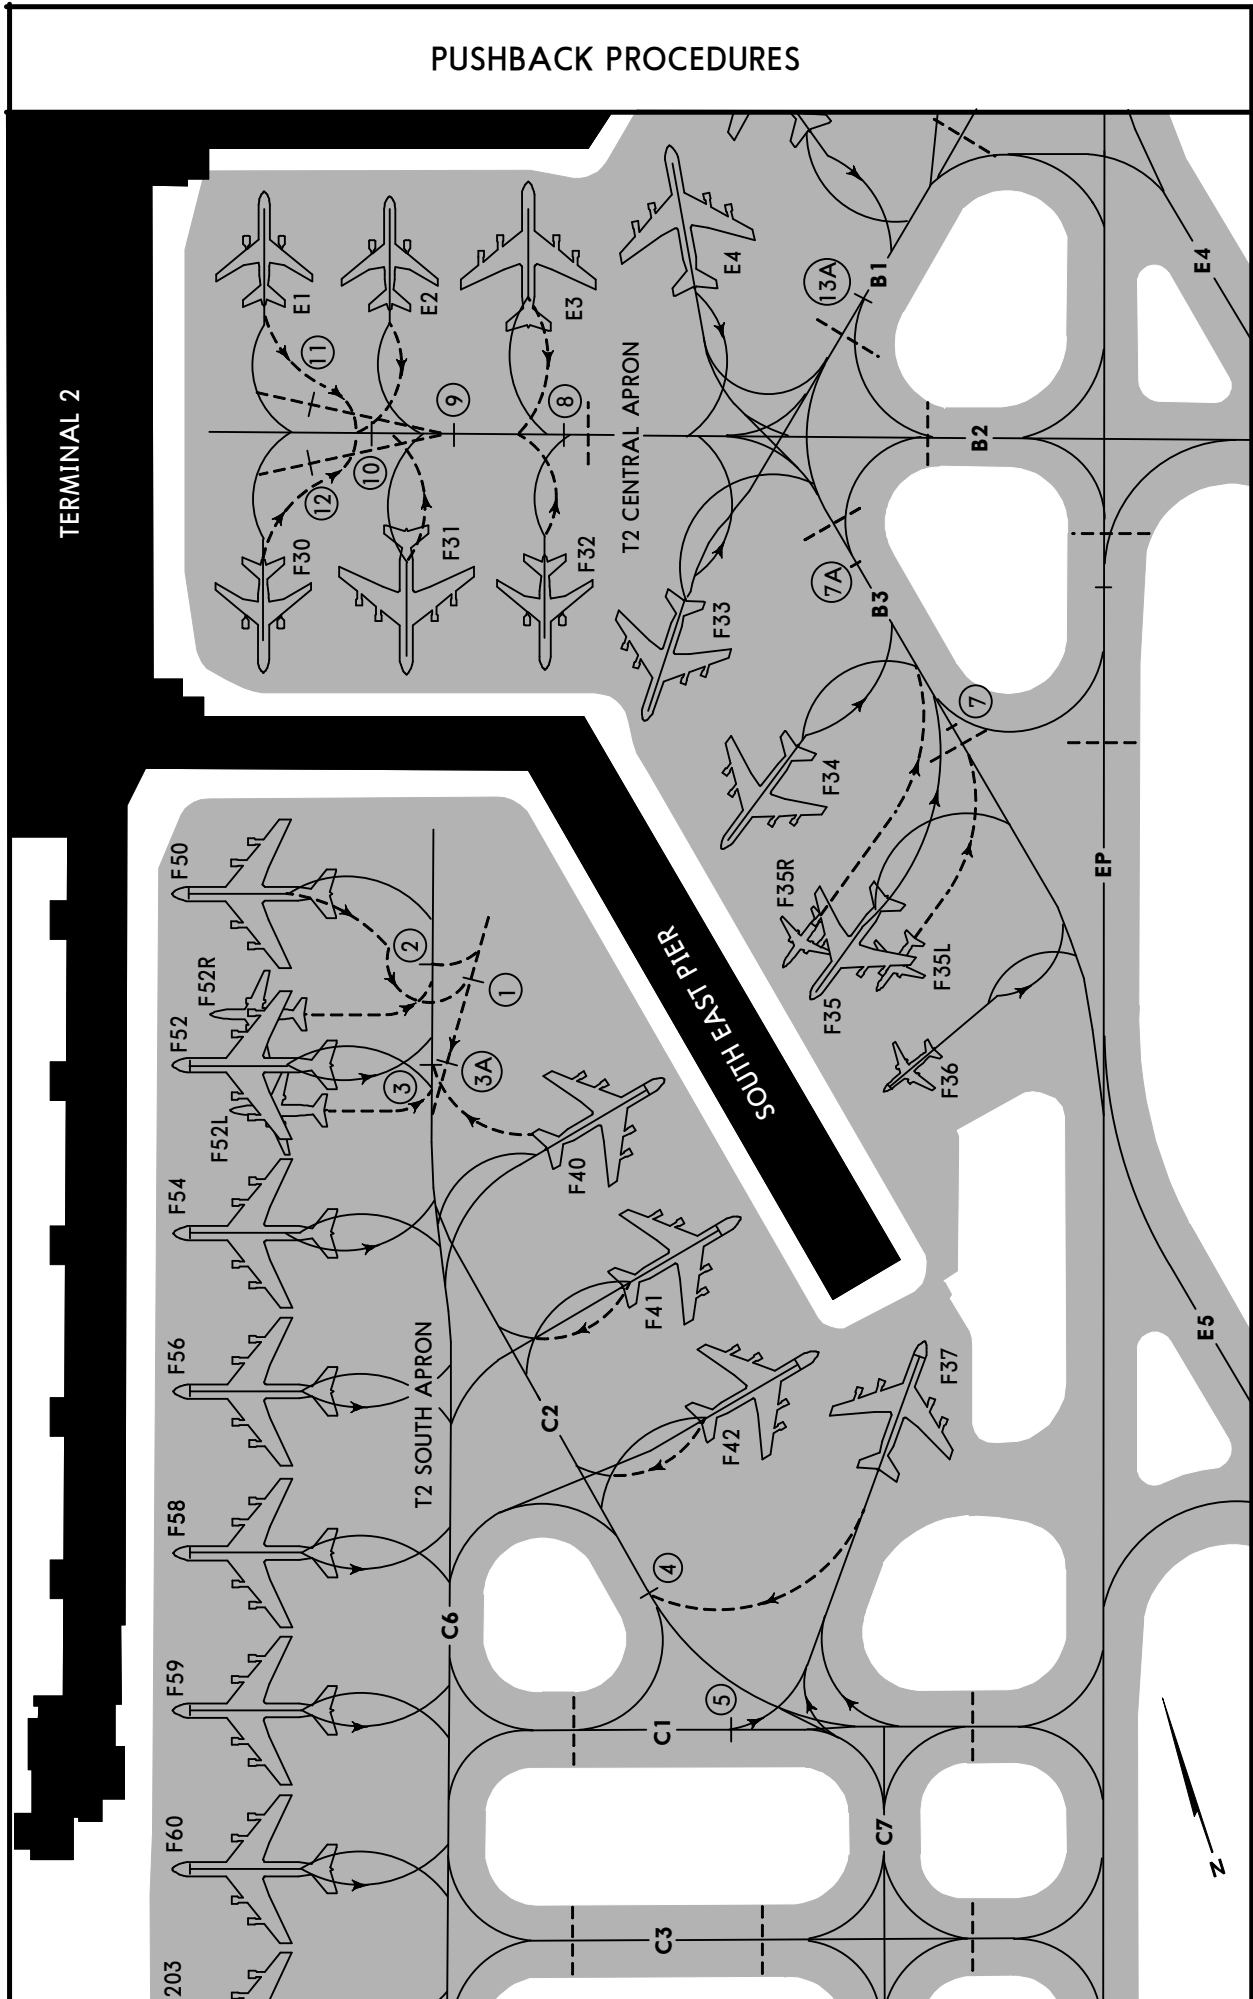 PUSHBACK PROCEDURES
TERMINAL 2
E1
E2
E3
E4
E4
B1
13A
11
9
8
10
12
T2 CENTRAL APRON
B2
F30
F31
F32
F33
7A
B3
7
F34
EP
F35R
F35
F35L
F36
SOUTH EAST PIER
F50
F52R
F52
F52L
2
1
3
3A
F54
F40
F56
F41
T2 SOUTH APRON
C2
F42
F37
E5
F58
4
C6
F59
5
C1
F60
C7
C3
203
N